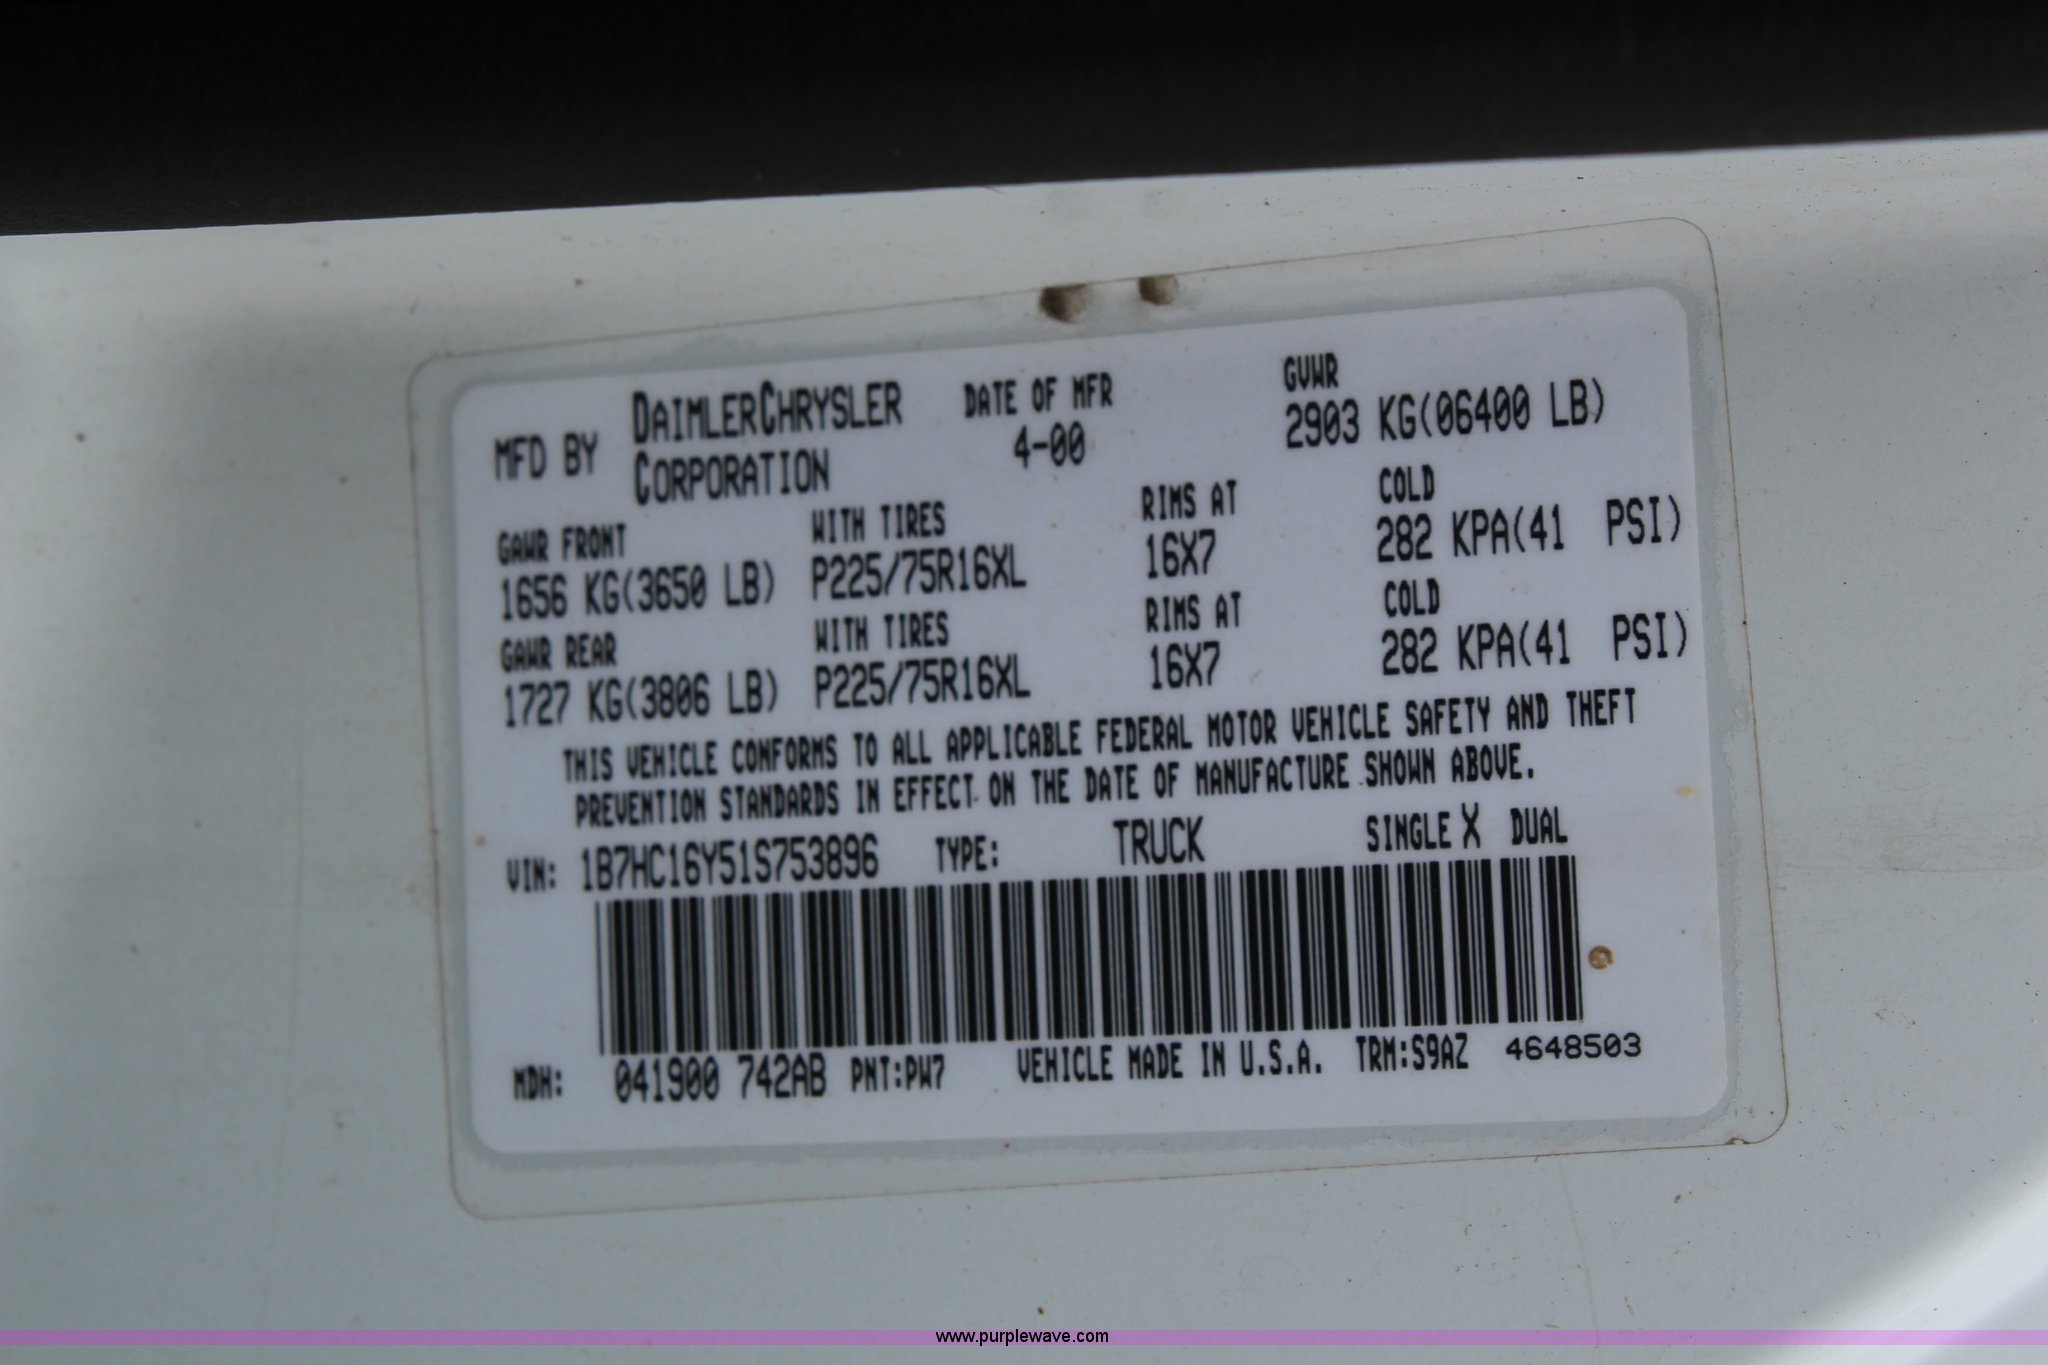 MFD BY DAIMLERCHRYSLER CORPORATION DATE OF MFR 4-00 GVWR 2903 KG(06400 LB)
GAWR FRONT WITH TIRES RIMS AT COLD
1656 KG(3650 LB) P225/75R16XL 16X7 282 KPA(41 PSI)
GAWR REAR WITH TIRES RIMS AT COLD
1727 KG(3806 LB) P225/75R16XL 16X7 282 KPA(41 PSI)
THIS VEHICLE CONFORMS TO ALL APPLICABLE FEDERAL MOTOR VEHICLE SAFETY AND THEFT
PREVENTION STANDARDS IN EFFECT ON THE DATE OF MANUFACTURE SHOWN ABOVE.
VIN: 1B7HC16Y51S753896 TYPE: TRUCK SINGLE X DUAL
MDH: 041900 742AB PNT:PW7 VEHICLE MADE IN U.S.A. TRM:S9AZ 4648503
www.purplewave.com